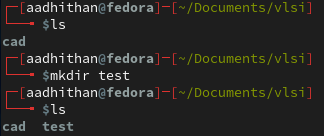 ┌─[aadhithan@fedora]─[~/Documents/vlsi]
└──╼ $ls
cad
┌─[aadhithan@fedora]─[~/Documents/vlsi]
└──╼ $mkdir test
┌─[aadhithan@fedora]─[~/Documents/vlsi]
└──╼ $ls
cad  test